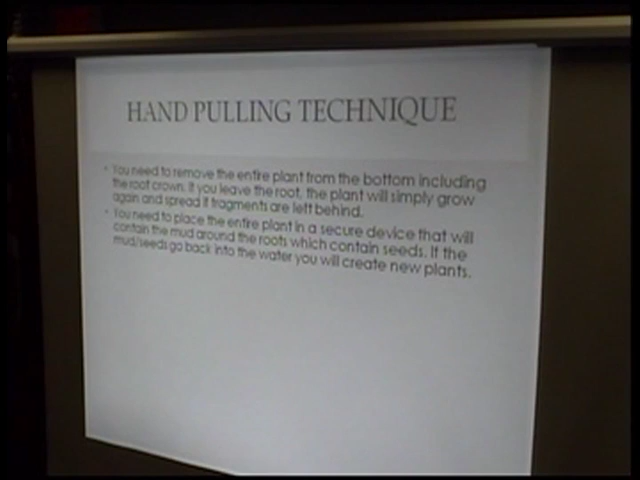 HAND PULLING TECHNIQUE
• You need to remove the entire plant from the bottom including
the root crown. If you leave the root, the plant will simply grow
again and spread if fragments are left behind.
• You need to place the entire plant in a secure device that will
contain the mud around the roots which contain seeds. If the
mud/seeds go back into the water you will create new plants.